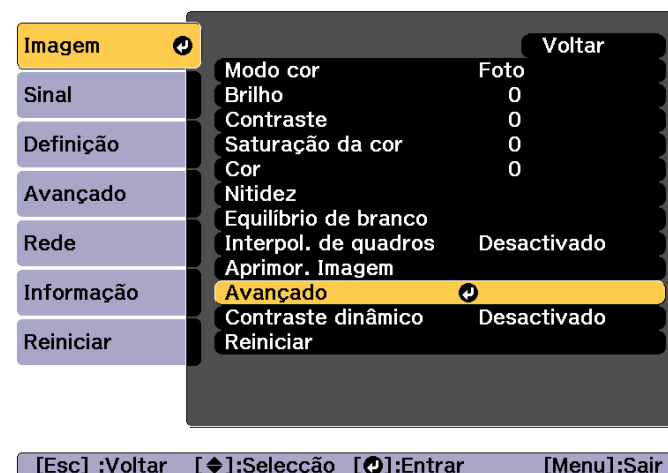 Imagem
Sinal
Definição
Avançado
Rede
Informação
Reiniciar
Voltar
Modo cor Foto
Brilho 0
Contraste 0
Saturação da cor 0
Cor 0
Nitidez
Equilíbrio de branco
Interpol. de quadros Desactivado
Aprimor. Imagem
Avançado
Contraste dinâmico Desactivado
Reiniciar
[Esc] :Voltar [◆]:Selecção [↵]:Entrar [Menu]:Sair